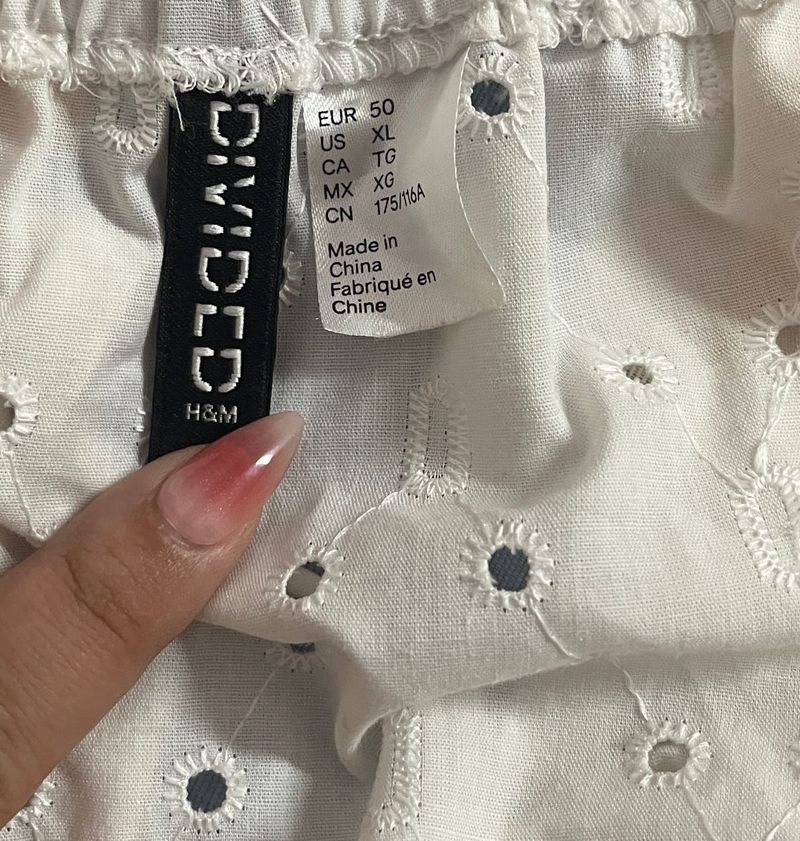 DIVIDED
H&M
EUR 50
US XL
CA TG
MX XG
CN 175/116A
Made in
China
Fabriqué en
Chine